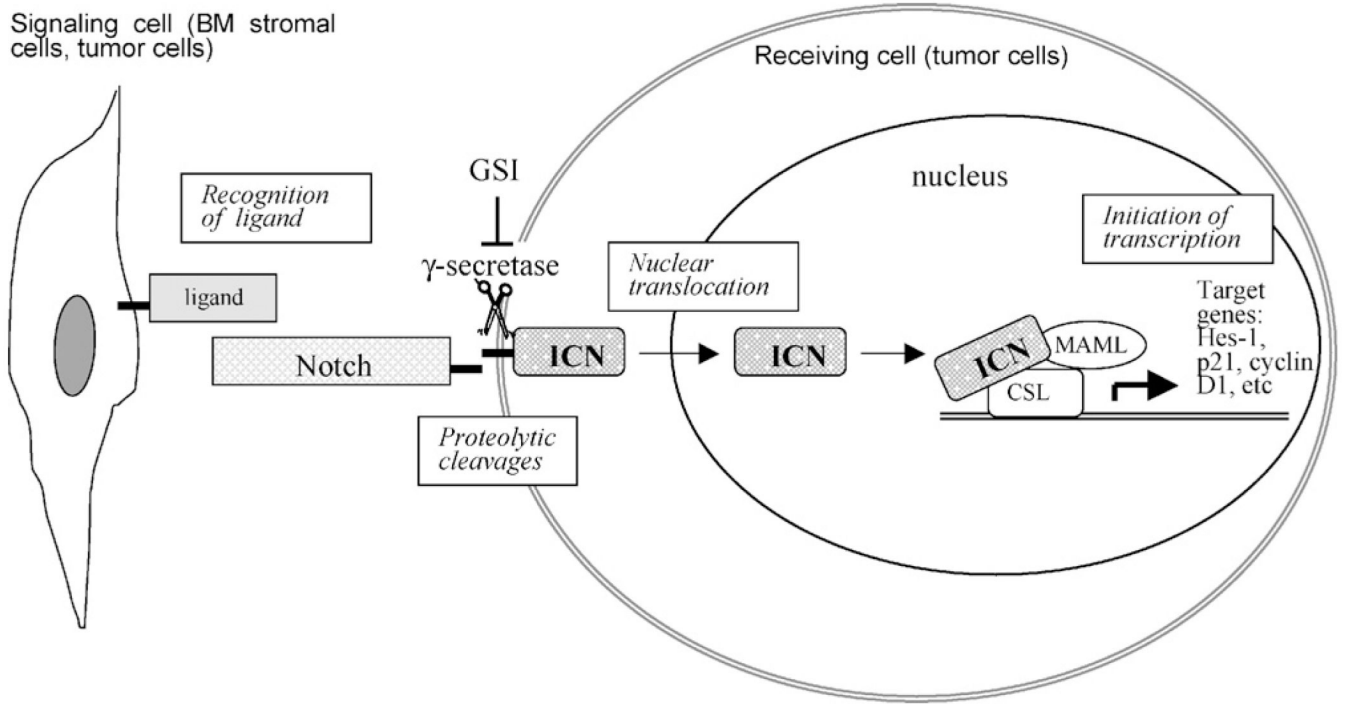 Signaling cell (BM stromal
cells, tumor cells)
Receiving cell (tumor cells)
Recognition
of ligand
GSI
γ-secretase
nucleus
Initiation of
transcription
Nuclear
translocation
ligand
Notch
ICN
ICN
ICN
MAML
CSL
Target
genes:
Hes-1,
p21, cyclin
D1, etc
Proteolytic
cleavages